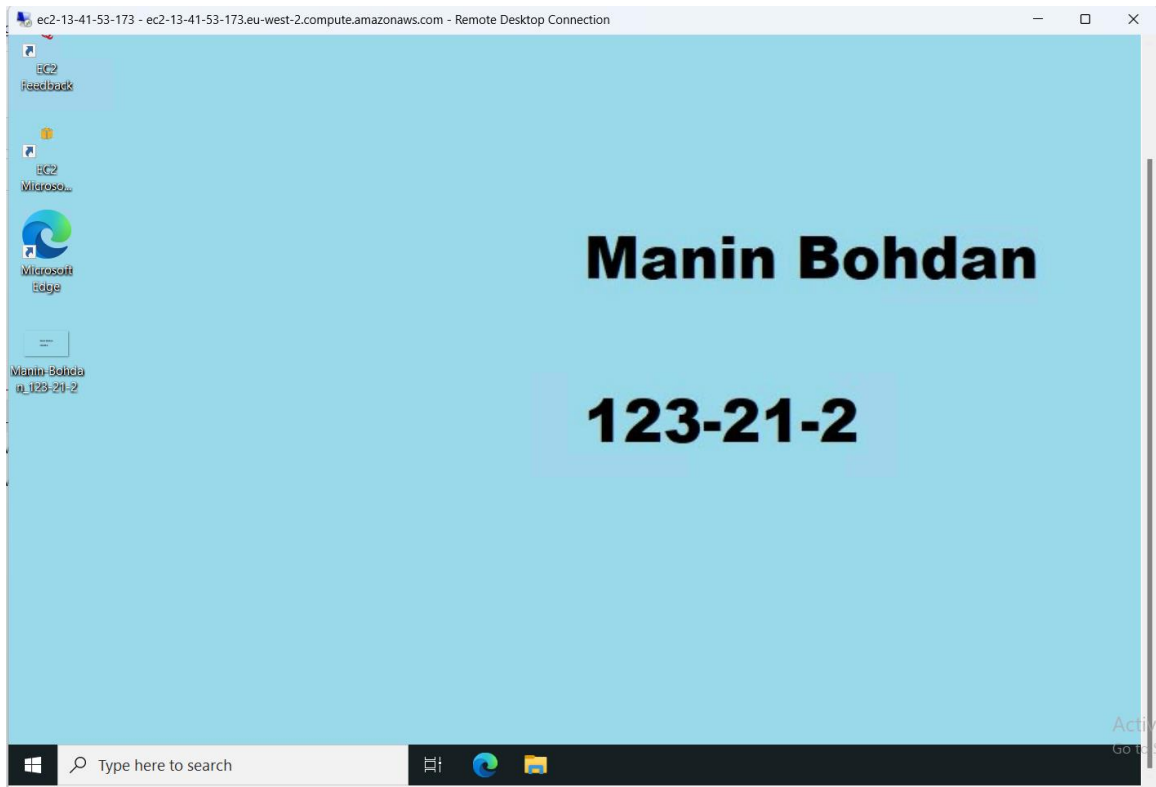 ec2-13-41-53-173 - ec2-13-41-53-173.eu-west-2.compute.amazonaws.com - Remote Desktop Connection
EC2
Feedback
EC2
Microso...
Microsoft
Edge
Manin-Bohda
n_123-21-2
Manin Bohdan
123-21-2
Type here to search
Go to